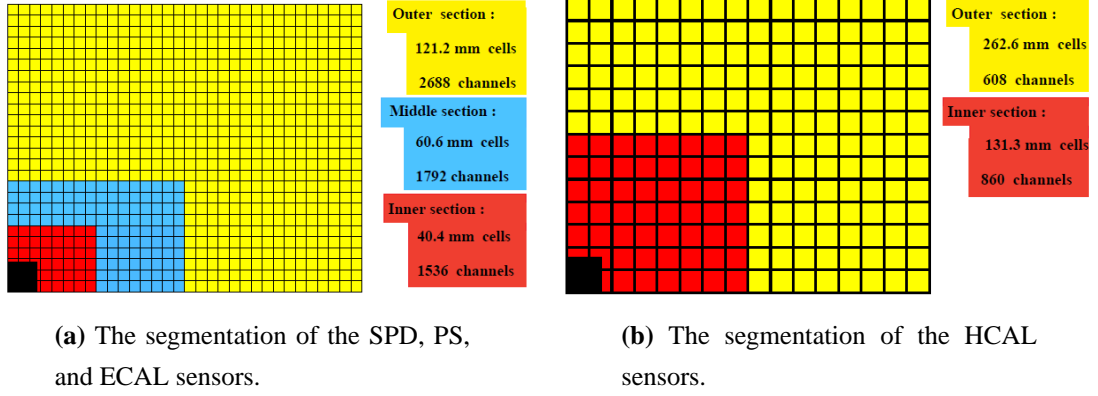 Outer section :
121.2 mm cells
2688 channels
Middle section :
60.6 mm cells
1792 channels
Inner section :
40.4 mm cells
1536 channels
Outer section :
262.6 mm cells
608 channels
Inner section :
131.3 mm cells
860 channels
(a) The segmentation of the SPD, PS,
and ECAL sensors.
(b) The segmentation of the HCAL
sensors.